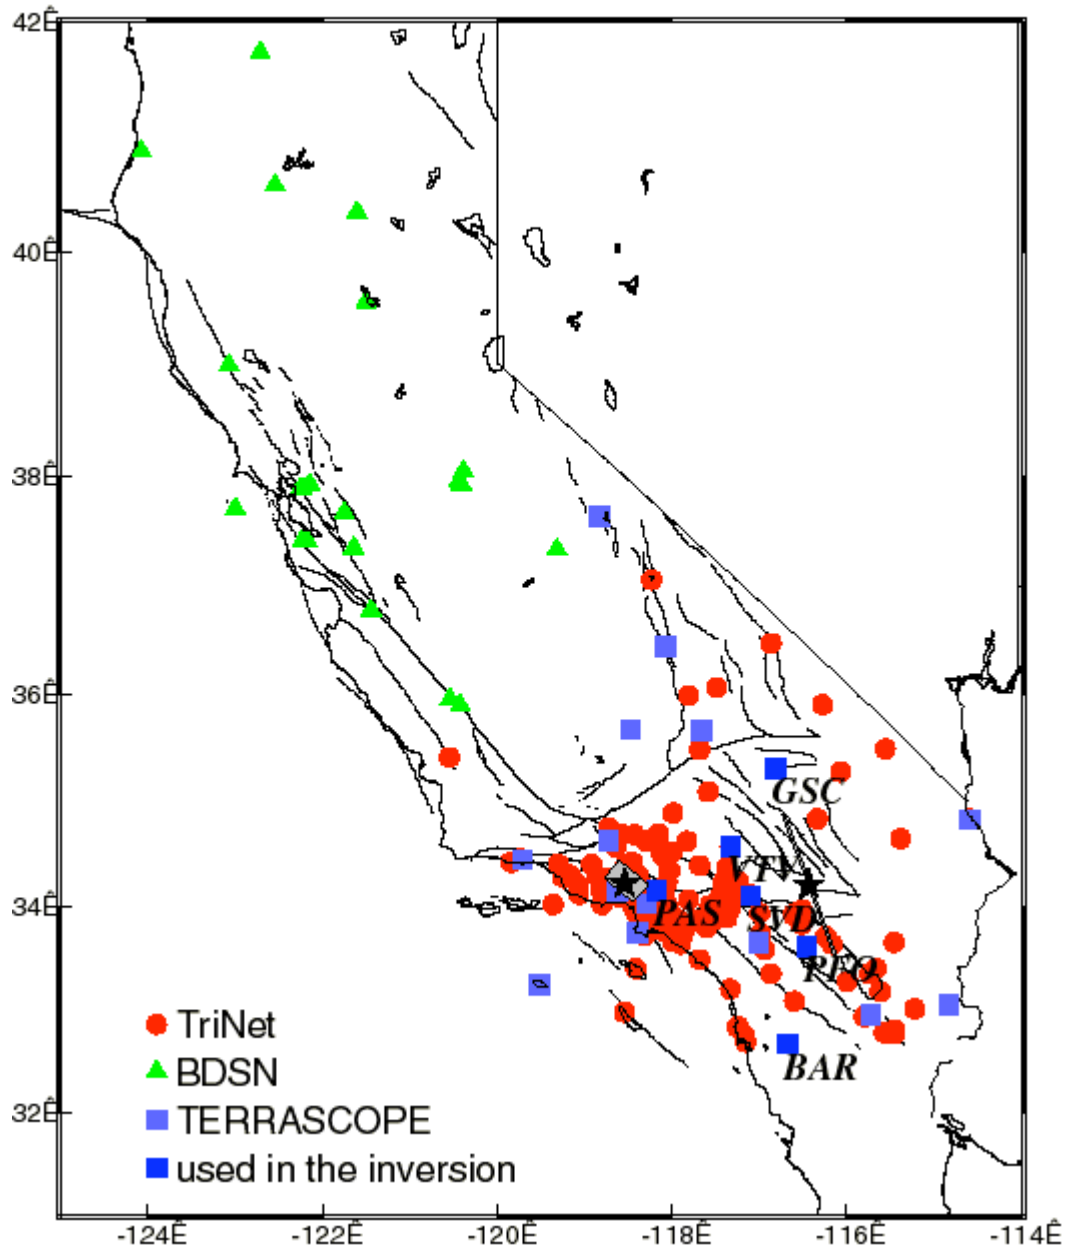 42Ê
40Ê
38Ê
36Ê
34Ê
32Ê
GSC
VTV
PAS
SVD
PFO
BAR
TriNet
BDSN
TERRASCOPE
used in the inversion
-124Ê -122Ê -120Ê -118Ê -116Ê -114Ê